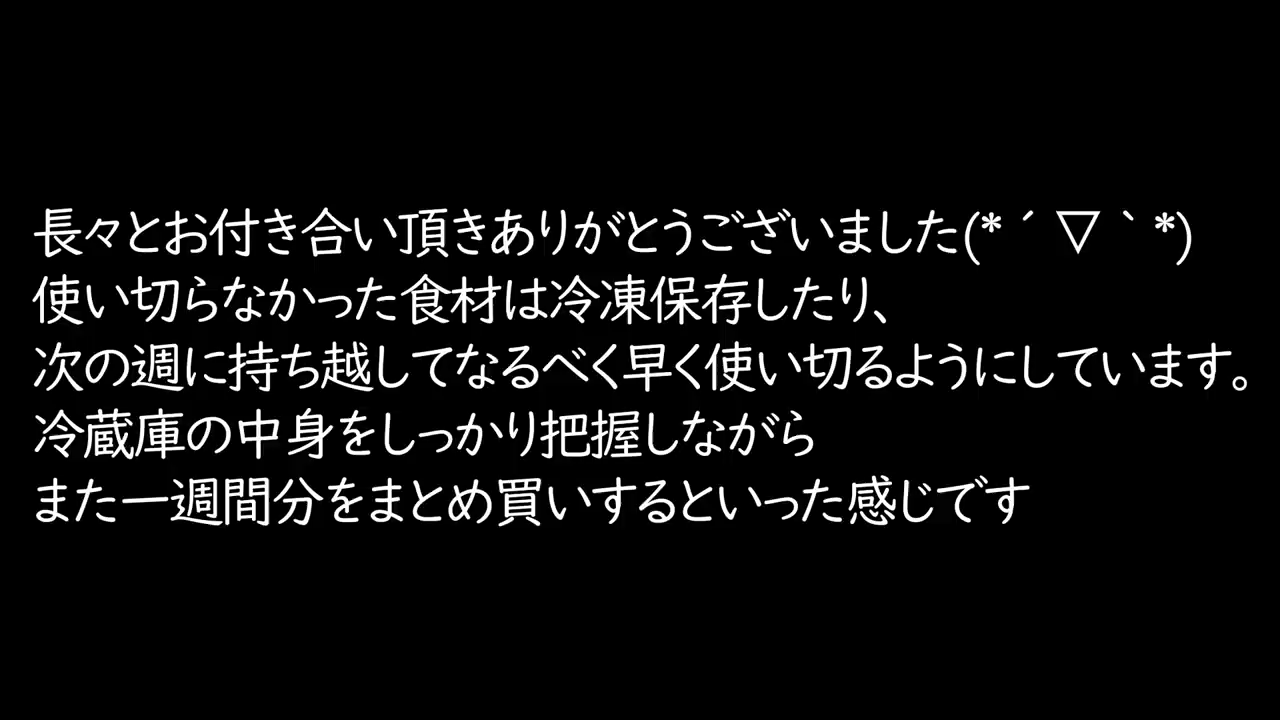 長々とお付き合い頂きありがとうございました(*´▽`*)
使い切らなかった食材は冷凍保存したり、
次の週に持ち越してなるべく早く使い切るようにしています。
冷蔵庫の中身をしっかり把握しながら
また一週間分をまとめ買いするといった感じです